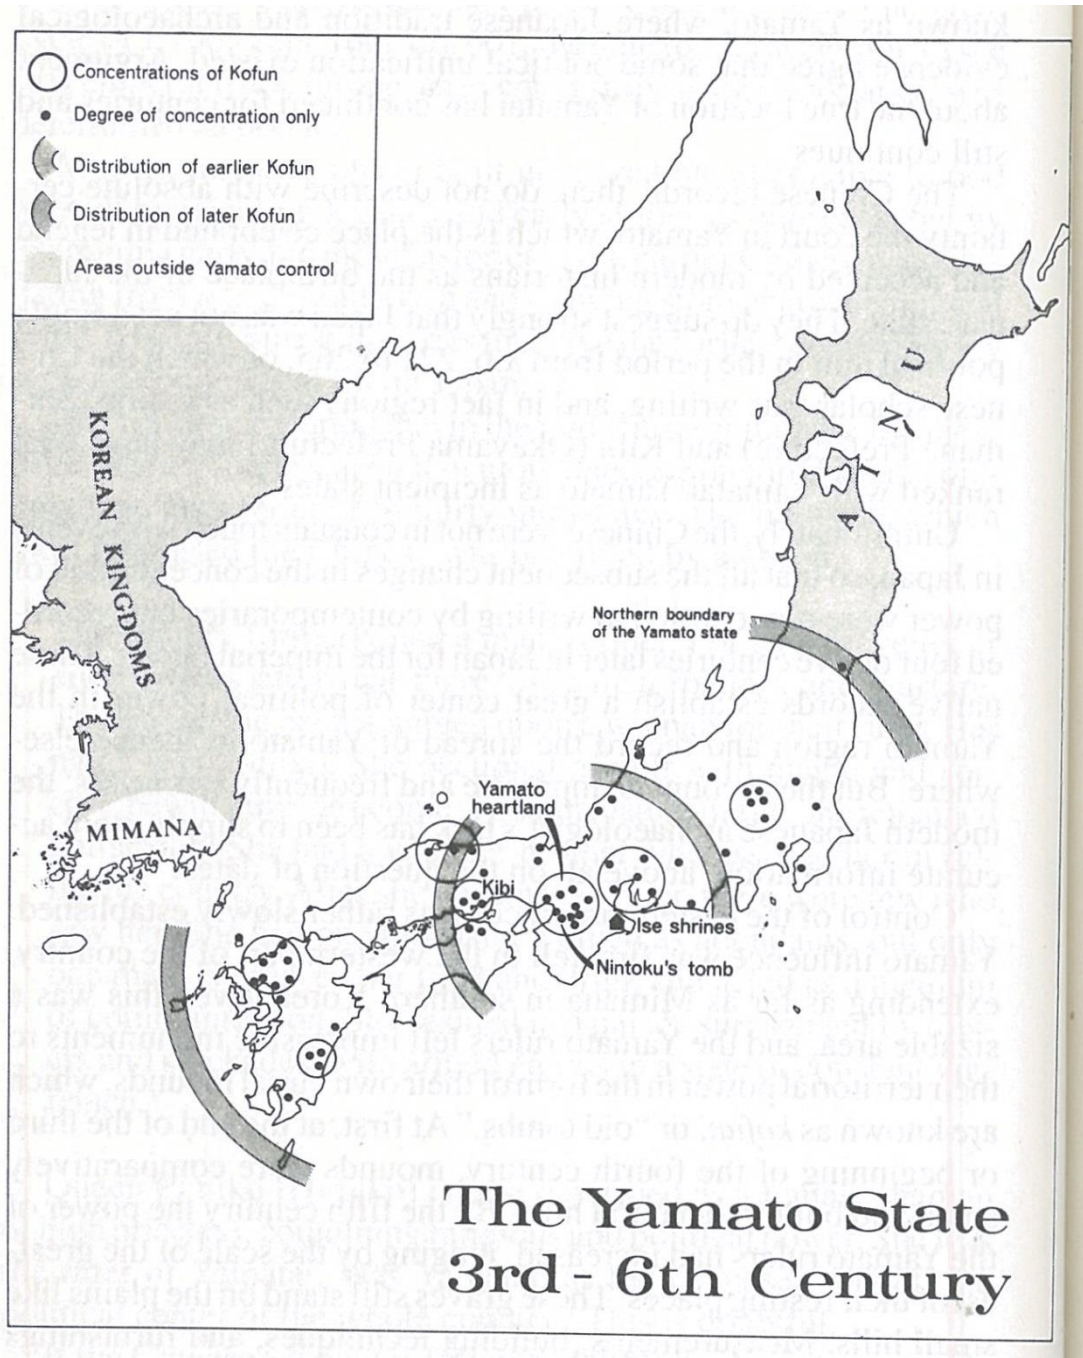 Concentrations of Kofun
Degree of concentration only
Distribution of earlier Kofun
Distribution of later Kofun
Areas outside Yamato control
KOREAN KINGDOMS
MIMANA
AINU
Northern boundary
of the Yamato state
Yamato
heartland
Kibi
Ise shrines
Nintoku's tomb
The Yamato State
3rd - 6th Century